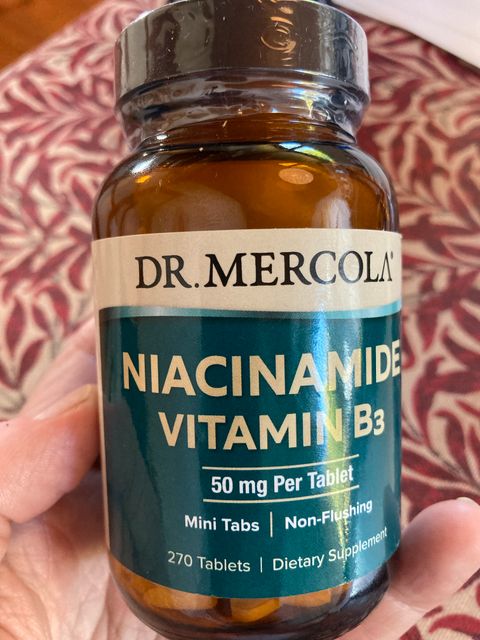 DR. MERCOLA®
NIACINAMIDE
VITAMIN B3
50 mg Per Tablet
Mini Tabs | Non-Flushing
270 Tablets | Dietary Supplement